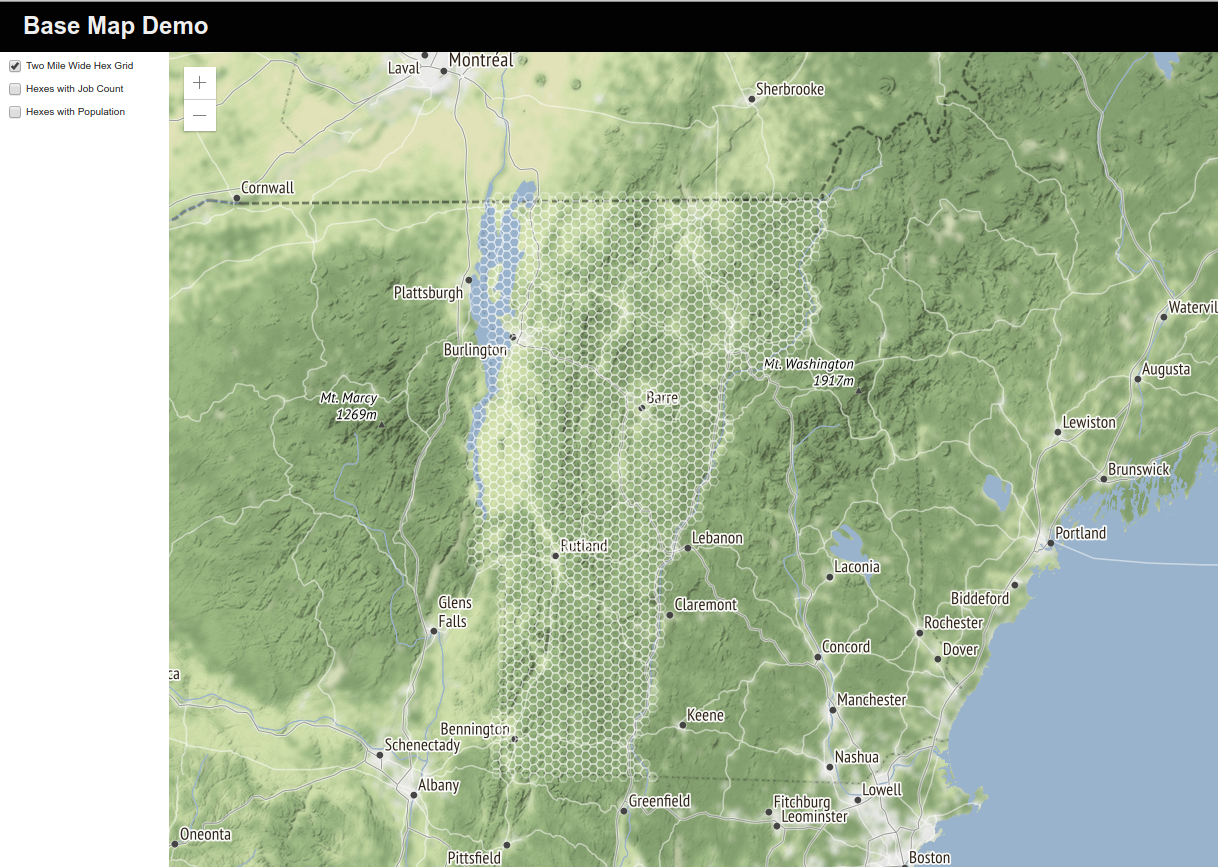 Base Map Demo
Two Mile Wide Hex Grid
Hexes with Job Count
Hexes with Population
+
−
Laval
Montréal
Sherbrooke
Cornwall
Plattsburgh
Burlington
Watervil
Mt. Washington
1917m
Augusta
Mt. Marcy
1269m
Barre
Lewiston
Brunswick
Portland
Rutland
Lebanon
Laconia
Biddeford
Glens
Falls
Claremont
Rochester
Concord
Dover
ca
Manchester
Keene
Bennington
Schenectady
Nashua
Albany
Lowell
Greenfield
Fitchburg
Leominster
Oneonta
Pittsfield
Boston